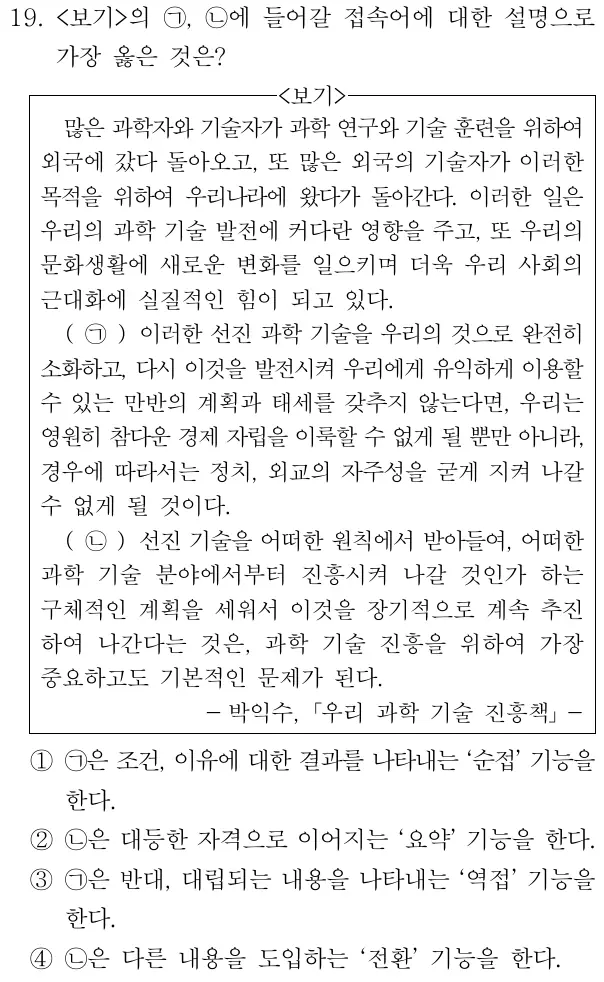 19. <보기>의 ㉠, ㉡에 들어갈 접속어에 대한 설명으로
가장 옳은 것은?
<보기>
많은 과학자와 기술자가 과학 연구와 기술 훈련을 위하여
외국에 갔다 돌아오고, 또 많은 외국의 기술자가 이러한
목적을 위하여 우리나라에 왔다가 돌아간다. 이러한 일은
우리의 과학 기술 발전에 커다란 영향을 주고, 또 우리의
문화생활에 새로운 변화를 일으키며 더욱 우리 사회의
근대화에 실질적인 힘이 되고 있다.
( ㉠ ) 이러한 선진 과학 기술을 우리의 것으로 완전히
소화하고, 다시 이것을 발전시켜 우리에게 유익하게 이용할
수 있는 만반의 계획과 태세를 갖추지 않는다면, 우리는
영원히 참다운 경제 자립을 이룩할 수 없게 될 뿐만 아니라,
경우에 따라서는 정치, 외교의 자주성을 굳게 지켜 나갈
수 없게 될 것이다.
( ㉡ ) 선진 기술을 어떠한 원칙에서 받아들여, 어떠한
과학 기술 분야에서부터 진흥시켜 나갈 것인가 하는
구체적인 계획을 세워서 이것을 장기적으로 계속 추진
하여 나간다는 것은, 과학 기술 진흥을 위하여 가장
중요하고도 기본적인 문제가 된다.
- 박익수, 「우리 과학 기술 진흥책」 -
① ㉠은 조건, 이유에 대한 결과를 나타내는 ‘순접’ 기능을
한다.
② ㉡은 대등한 자격으로 이어지는 ‘요약’ 기능을 한다.
③ ㉠은 반대, 대립되는 내용을 나타내는 ‘역접’ 기능을
한다.
④ ㉡은 다른 내용을 도입하는 ‘전환’ 기능을 한다.